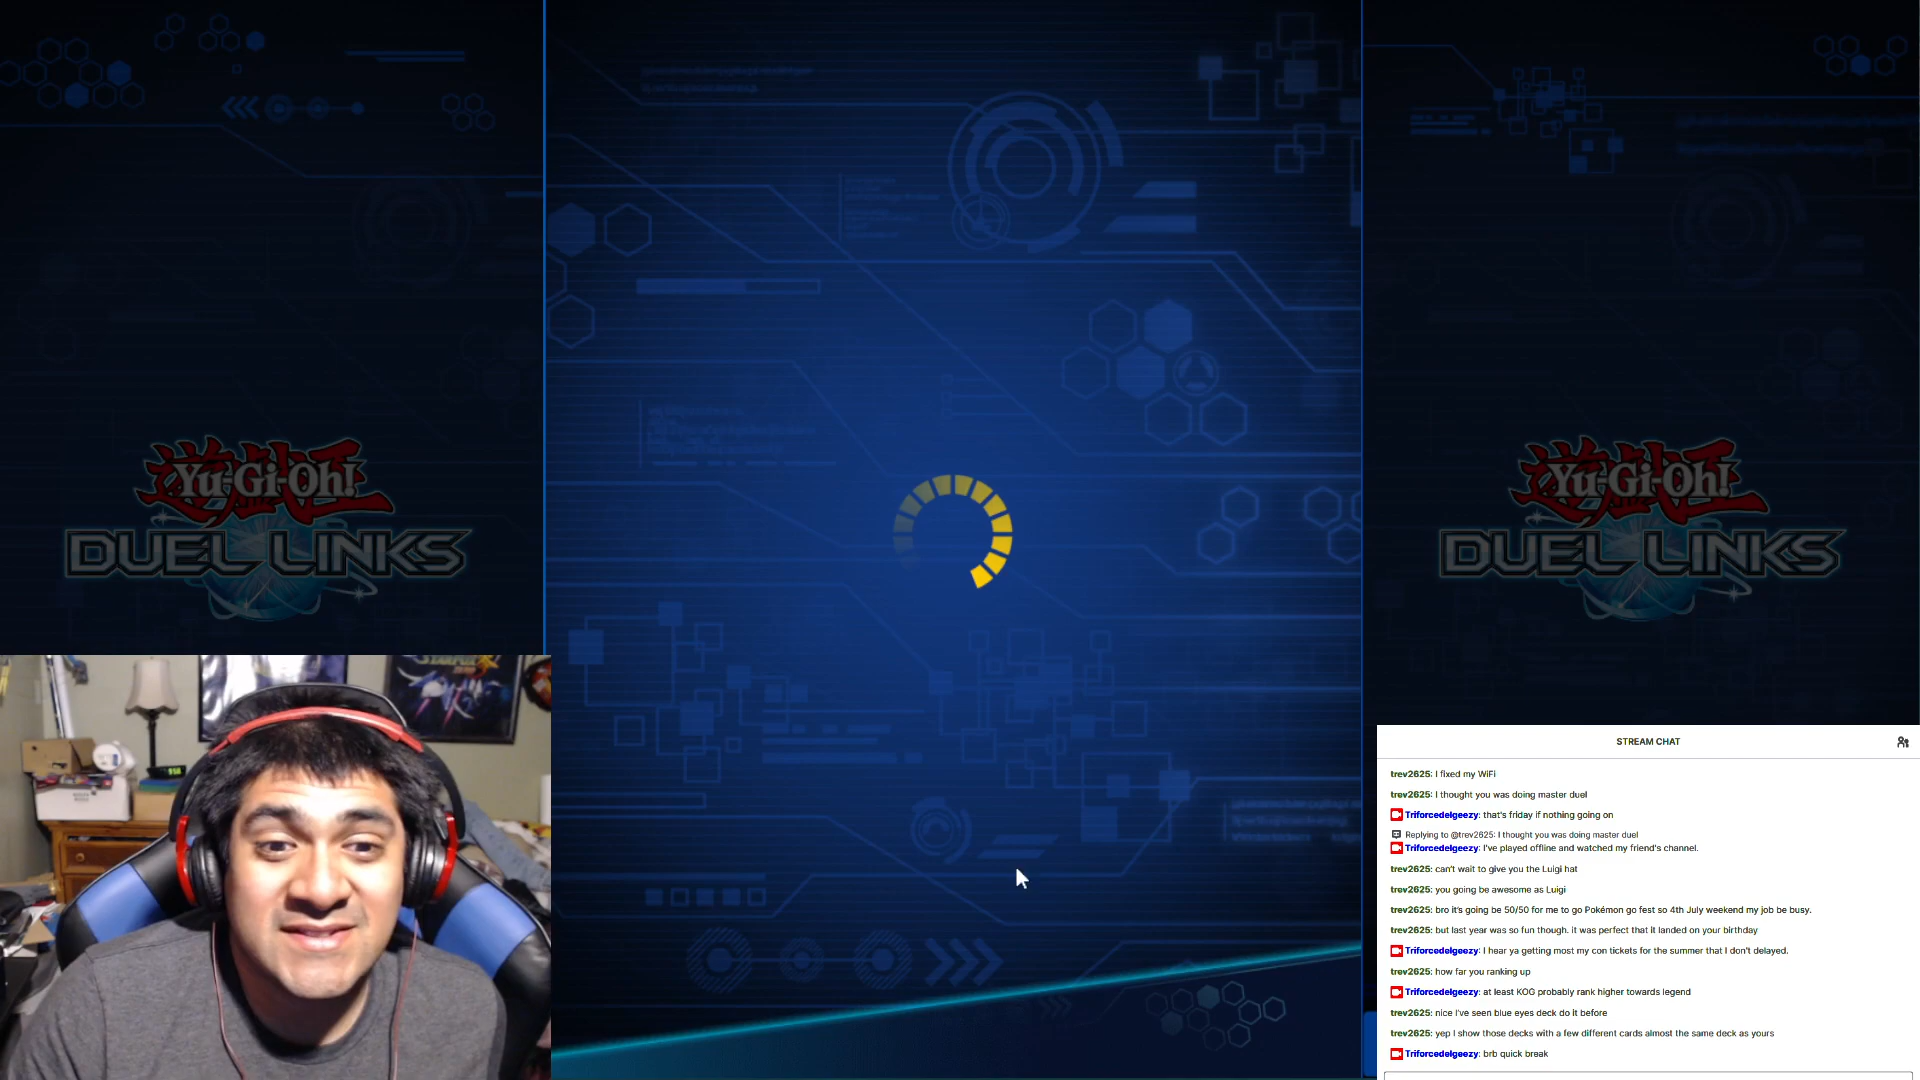 遊戯王
Yu-Gi-Oh!
DUEL LINKS
遊戯王
Yu-Gi-Oh!
DUEL LINKS
STREAM CHAT
trev2625: I fixed my WiFi
trev2625: I thought you was doing master duel
Triforcedelgeezy: that's friday if nothing going on
Replying to @trev2625: I thought you was doing master duel
Triforcedelgeezy: I've played offline and watched my friend's channel.
trev2625: can't wait to give you the Luigi hat
trev2625: you going be awesome as Luigi
trev2625: bro it's going be 50/50 for me to go Pokémon go fest so 4th July weekend my job be busy.
trev2625: but last year was so fun though. it was perfect that it landed on your birthday
Triforcedelgeezy: I hear ya getting most my con tickets for the summer that I don't delayed.
trev2625: how far you ranking up
Triforcedelgeezy: at least KOG probably rank higher towards legend
trev2625: nice I've seen blue eyes deck do it before
trev2625: yep I show those decks with a few different cards almost the same deck as yours
Triforcedelgeezy: brb quick break